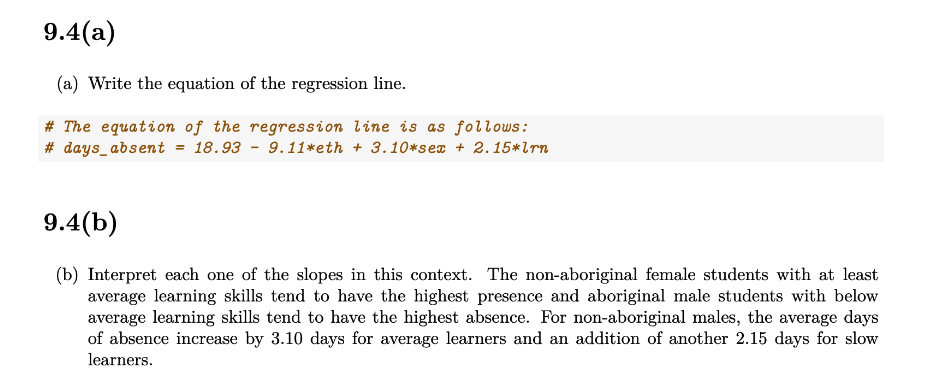 9.4(a)
(a) Write the equation of the regression line.
# The equation of the regression line is as follows:
# days_absent = 18.93 - 9.11*eth + 3.10*sex + 2.15*lrn
9.4(b)
(b) Interpret each one of the slopes in this context. The non-aboriginal female students with at least
average learning skills tend to have the highest presence and aboriginal male students with below
average learning skills tend to have the highest absence. For non-aboriginal males, the average days
of absence increase by 3.10 days for average learners and an addition of another 2.15 days for slow
learners.